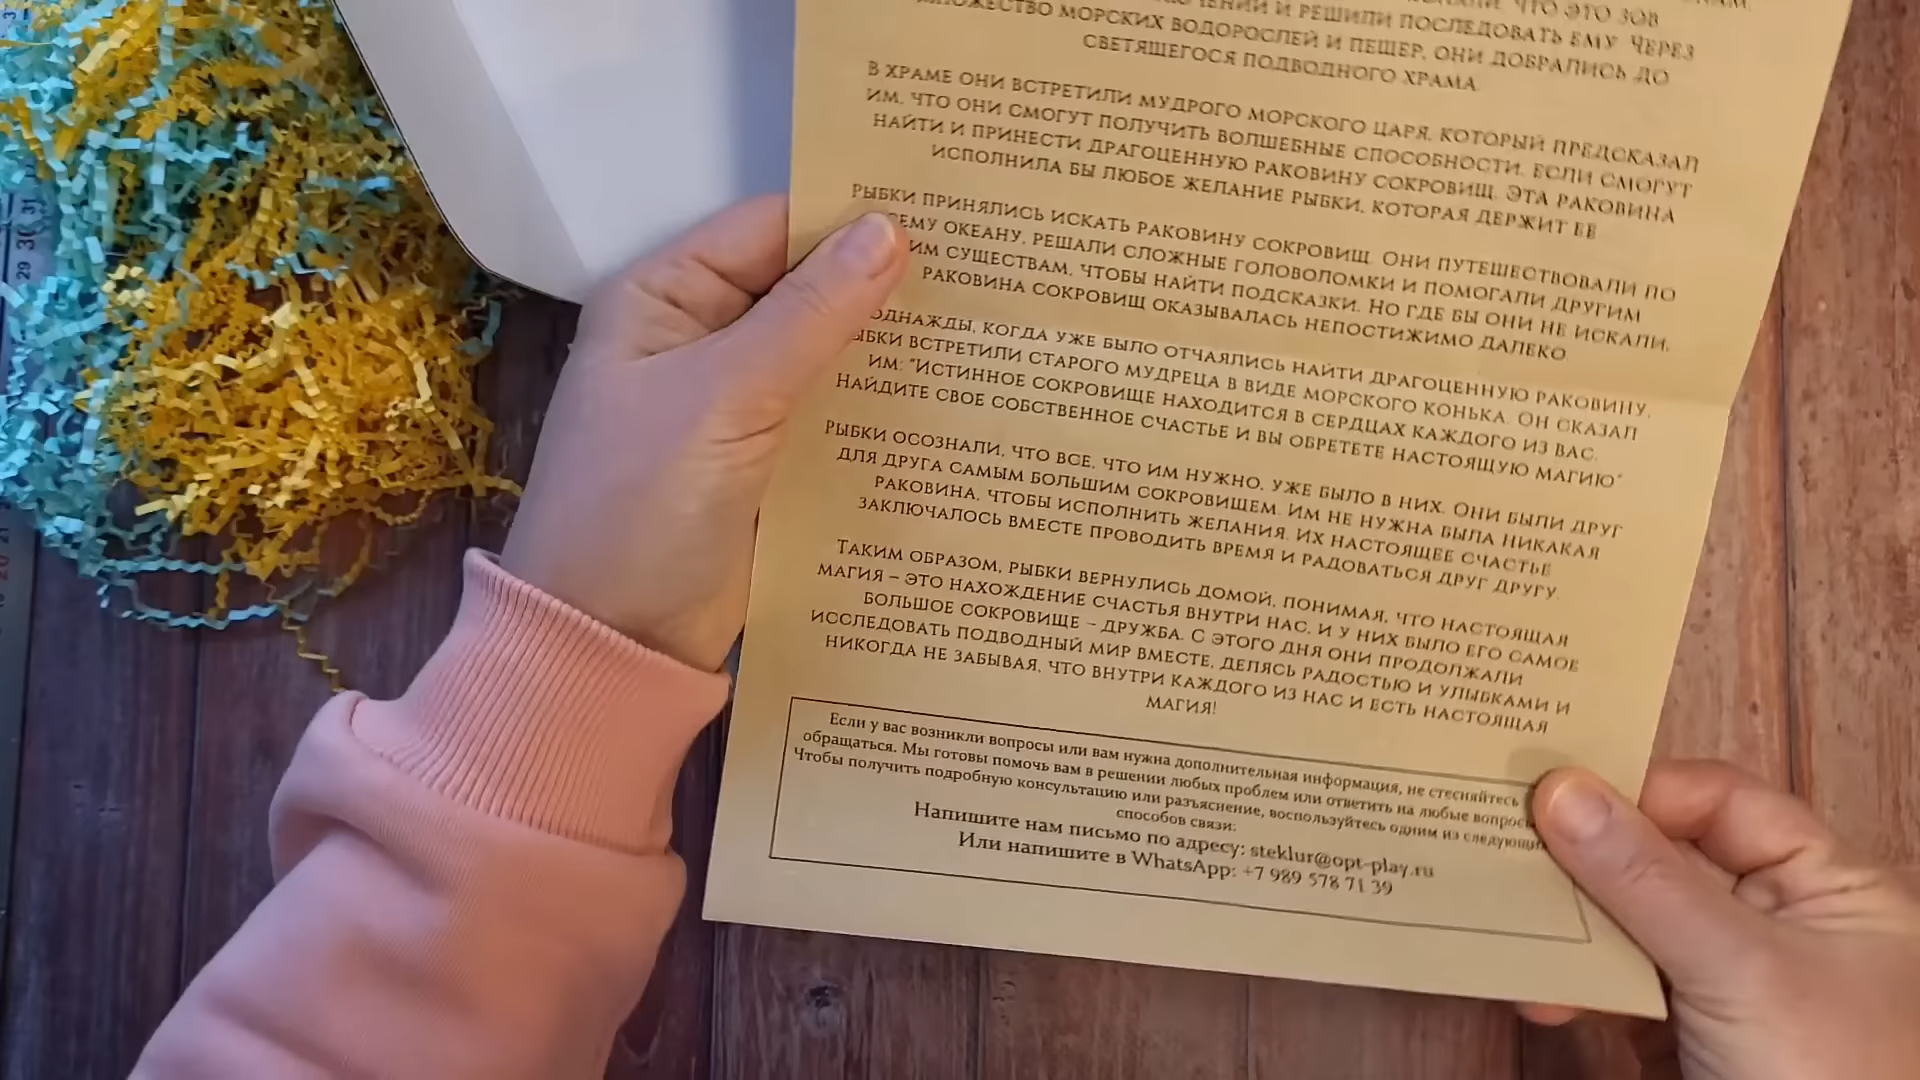 ЧТО ЭТО ЗОВ
И РЕШИЛИ ПОСЛЕДОВАТЬ ЕМУ. ЧЕРЕЗ
МНОЖЕСТВО МОРСКИХ ВОДОРОСЛЕЙ И ПЕЩЕР, ОНИ ДОБРАЛИСЬ ДО
СВЕТЯЩЕГОСЯ ПОДВОДНОГО ХРАМА.
В ХРАМЕ ОНИ ВСТРЕТИЛИ МУДРОГО МОРСКОГО ЦАРЯ, КОТОРЫЙ ПРЕДСКАЗАЛ
ИМ, ЧТО ОНИ СМОГУТ ПОЛУЧИТЬ ВОЛШЕБНЫЕ СПОСОБНОСТИ, ЕСЛИ СМОГУТ
НАЙТИ И ПРИНЕСТИ ДРАГОЦЕННУЮ РАКОВИНУ СОКРОВИЩ. ЭТА РАКОВИНА
ИСПОЛНИЛА БЫ ЛЮБОЕ ЖЕЛАНИЕ РЫБКИ, КОТОРАЯ ДЕРЖИТ ЕЕ
РЫБКИ ПРИНЯЛИСЬ ИСКАТЬ РАКОВИНУ СОКРОВИЩ. ОНИ ПУТЕШЕСТВОВАЛИ ПО
ВСЕМУ ОКЕАНУ, РЕШАЛИ СЛОЖНЫЕ ГОЛОВОЛОМКИ И ПОМОГАЛИ ДРУГИМ
СУЩЕСТВАМ, ЧТОБЫ НАЙТИ ПОДСКАЗКИ. НО ГДЕ БЫ ОНИ НЕ ИСКАЛИ,
РАКОВИНА СОКРОВИЩ ОКАЗЫВАЛАСЬ НЕПОСТИЖИМО ДАЛЕКО.
ОДНАЖДЫ, КОГДА УЖЕ БЫЛО ОТЧАЯЛИСЬ НАЙТИ ДРАГОЦЕННУЮ РАКОВИНУ,
РЫБКИ ВСТРЕТИЛИ СТАРОГО МУДРЕЦА В ВИДЕ МОРСКОГО КОНЬКА. ОН СКАЗАЛ
ИМ: "ИСТИННОЕ СОКРОВИЩЕ НАХОДИТСЯ В СЕРДЦАХ КАЖДОГО ИЗ ВАС.
НАЙДИТЕ СВОЕ СОБСТВЕННОЕ СЧАСТЬЕ И ВЫ ОБРЕТЕТЕ НАСТОЯЩУЮ МАГИЮ"
РЫБКИ ОСОЗНАЛИ, ЧТО ВСЕ, ЧТО ИМ НУЖНО, УЖЕ БЫЛО В НИХ. ОНИ БЫЛИ ДРУГ
ДЛЯ ДРУГА САМЫМ БОЛЬШИМ СОКРОВИЩЕМ. ИМ НЕ НУЖНА БЫЛА НИКАКАЯ
РАКОВИНА, ЧТОБЫ ИСПОЛНИТЬ ЖЕЛАНИЯ. ИХ НАСТОЯЩЕЕ СЧАСТЬЕ
ЗАКЛЮЧАЛОСЬ ВМЕСТЕ ПРОВОДИТЬ ВРЕМЯ И РАДОВАТЬСЯ ДРУГ ДРУГУ.
ТАКИМ ОБРАЗОМ, РЫБКИ ВЕРНУЛИСЬ ДОМОЙ, ПОНИМАЯ, ЧТО НАСТОЯЩАЯ
МАГИЯ – ЭТО НАХОЖДЕНИЕ СЧАСТЬЯ ВНУТРИ НАС, И У НИХ БЫЛО ЕГО САМОЕ
БОЛЬШОЕ СОКРОВИЩЕ – ДРУЖБА. С ЭТОГО ДНЯ ОНИ ПРОДОЛЖАЛИ
ИССЛЕДОВАТЬ ПОДВОДНЫЙ МИР ВМЕСТЕ, ДЕЛЯСЬ РАДОСТЬЮ И УЛЫБКАМИ И
НИКОГДА НЕ ЗАБЫВАЯ, ЧТО ВНУТРИ КАЖДОГО ИЗ НАС И ЕСТЬ НАСТОЯЩАЯ
МАГИЯ!
Если у вас возникли вопросы или вам нужна дополнительная информация, не стесняйтесь
обращаться. Мы готовы помочь вам в решении любых проблем или ответить на любые вопросы
Чтобы получить подробную консультацию или разъяснение, воспользуйтесь одним из следующих
способов связи:
Напишите нам письмо по адресу: steklur@opt-play.ru
Или напишите в WhatsApp: +7 989 578 71 39